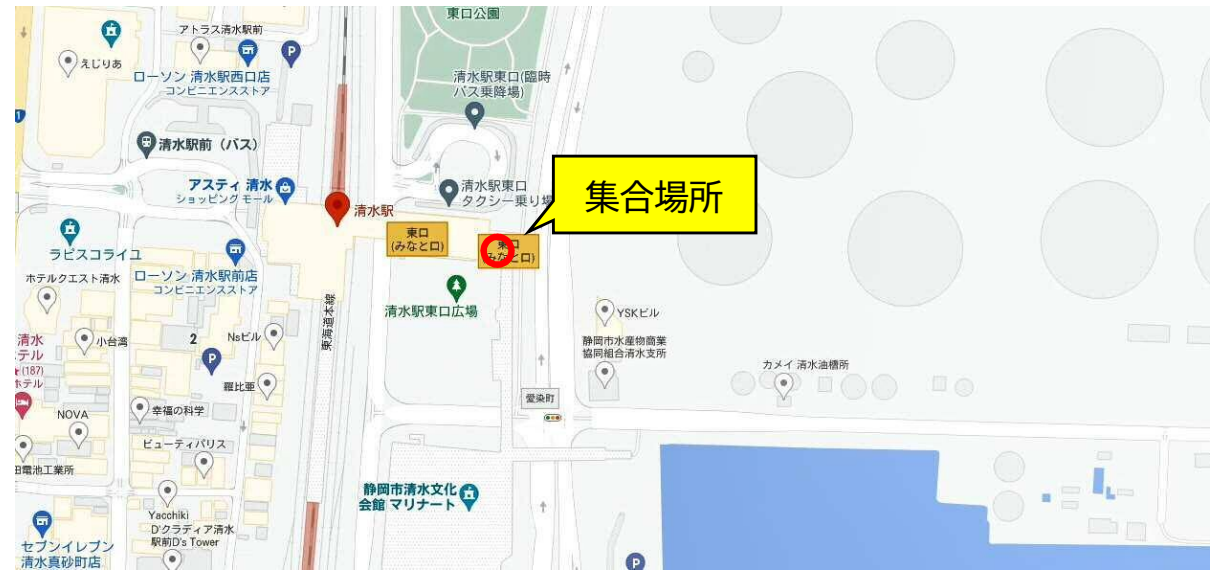 東口公園
アトラス清水駅前
えじりあ
P
ローソン 清水駅西口店
コンビニエンスストア
清水駅東口(臨時
バス乗降場)
1
清水駅前(バス)
集合場所
アスティ 清水
ショッピング モール
清水駅東口
タクシー乗り場
清水駅
東口
(みなと口)
東口
(みなと口)
ラピスコライユ
ローソン 清水駅前店
コンビニエンスストア
ホテルクエスト清水
清水駅東口広場
東海道本線
YSKビル
静岡市水産物商業
協同組合清水支所
清水
テル
(187)
ホテル
小台湾
2
Nsビル
P
カメイ 清水油槽所
羅比亜
愛染町
NOVA
幸福の科学
ビューティパリス
田電池工業所
静岡市清水文化
会館 マリナート
Yacchiki
D'クラディア清水
駅前D's Tower
セブンイレブン
清水真砂町店
P